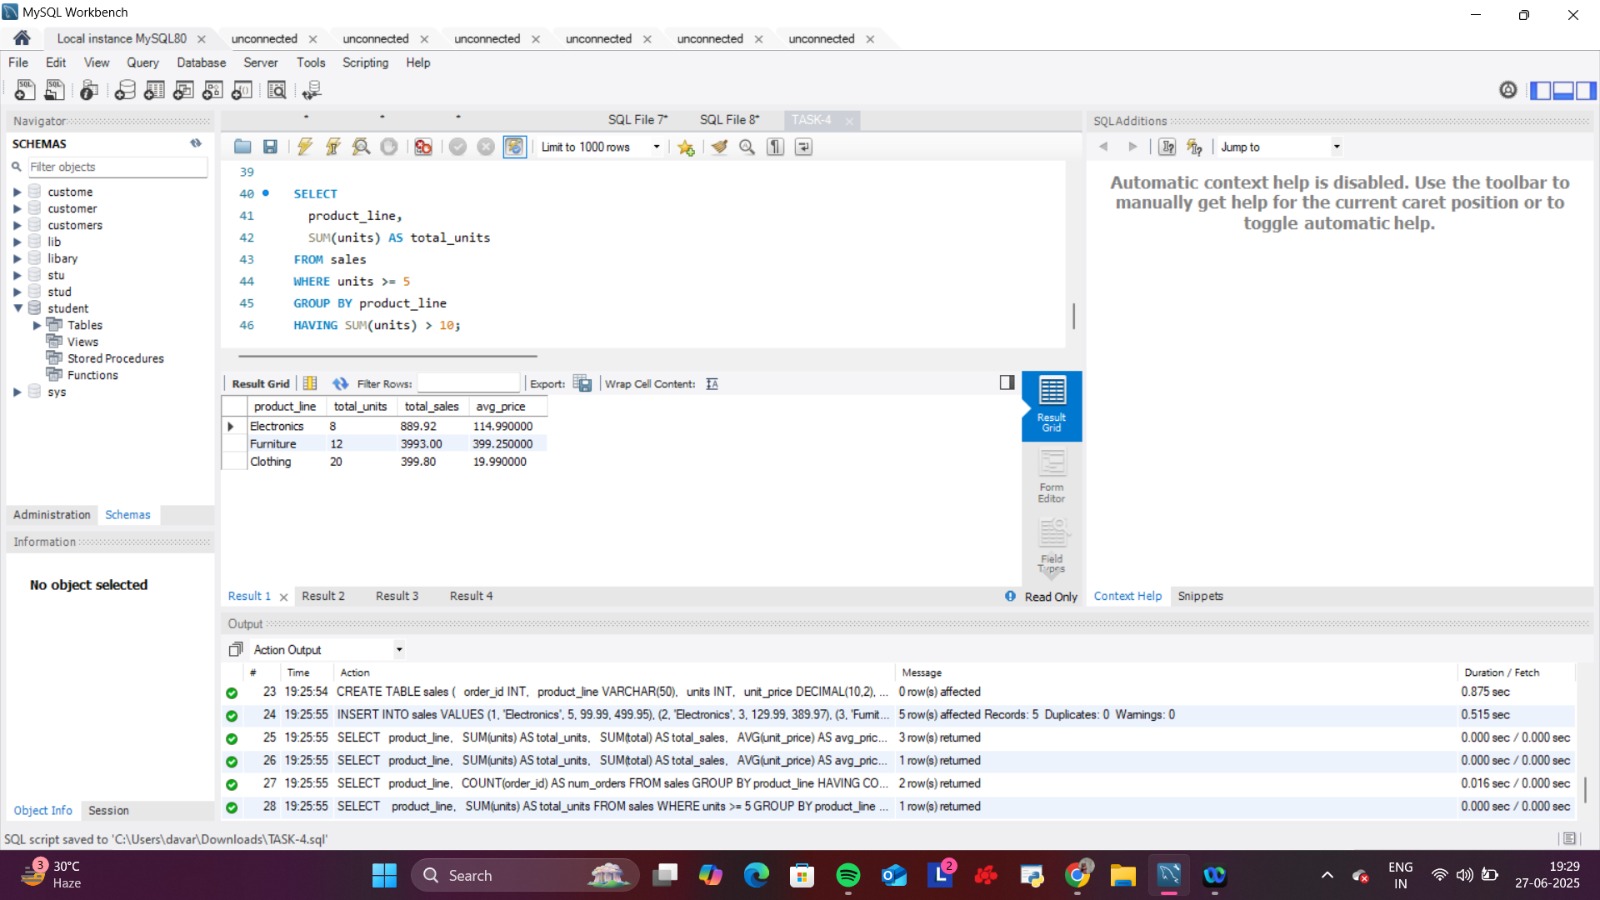 MySQL Workbench
Local instance MySQL80 unconnected unconnected unconnected unconnected unconnected unconnected
File Edit View Query Database Server Tools Scripting Help
Navigator
SCHEMAS
Filter objects
custome
customer
customers
lib
libary
stu
stud
student
Tables
Views
Stored Procedures
Functions
sys
Administration Schemas
Information
No object selected
Object Info Session
* * * SQL File 7* SQL File 8* TASK-4
Limit to 1000 rows
39
40 SELECT
41 product_line,
42 SUM(units) AS total_units
43 FROM sales
44 WHERE units >= 5
45 GROUP BY product_line
46 HAVING SUM(units) > 10;
Result Grid Filter Rows: Export: Wrap Cell Content:
product_line total_units total_sales avg_price
Electronics 8 889.92 114.990000
Furniture 12 3993.00 399.250000
Clothing 20 399.80 19.990000
Result Grid
Form Editor
Field Types
Result 1 Result 2 Result 3 Result 4 Read Only
SQLAdditions
Jump to
Automatic context help is disabled. Use the toolbar to
manually get help for the current caret position or to
toggle automatic help.
Context Help Snippets
Output
Action Output
# Time Action Message Duration / Fetch
23 19:25:54 CREATE TABLE sales ( order_id INT, product_line VARCHAR(50), units INT, unit_price DECIMAL(10,2), ... 0 row(s) affected 0.875 sec
24 19:25:55 INSERT INTO sales VALUES (1, 'Electronics', 5, 99.99, 499.95), (2, 'Electronics', 3, 129.99, 389.97), (3, 'Furnit... 5 row(s) affected Records: 5 Duplicates: 0 Warnings: 0 0.515 sec
25 19:25:55 SELECT product_line, SUM(units) AS total_units, SUM(total) AS total_sales, AVG(unit_price) AS avg_pric... 3 row(s) returned 0.000 sec / 0.000 sec
26 19:25:55 SELECT product_line, SUM(units) AS total_units, SUM(total) AS total_sales, AVG(unit_price) AS avg_pric... 1 row(s) returned 0.000 sec / 0.000 sec
27 19:25:55 SELECT product_line, COUNT(order_id) AS num_orders FROM sales GROUP BY product_line HAVING CO... 2 row(s) returned 0.016 sec / 0.000 sec
28 19:25:55 SELECT product_line, SUM(units) AS total_units FROM sales WHERE units >= 5 GROUP BY product_line ... 1 row(s) returned 0.000 sec / 0.000 sec
SQL script saved to 'C:\Users\davar\Downloads\TASK-4.sql'
3 30°C
Haze
Search
2
ENG
IN
19:29
27-06-2025